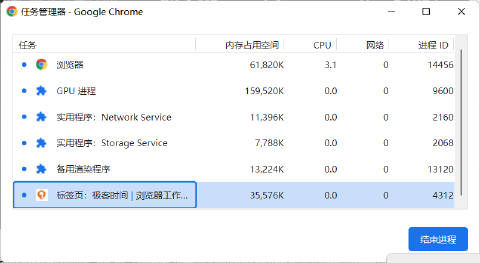 任务管理器 - Google Chrome
任务 内存占用空间 CPU 网络 进程 ID
浏览器 61,820K 3.1 0 14456
GPU 进程 159,520K 0.0 0 9600
实用程序：Network Service 11,396K 0.0 0 2160
实用程序：Storage Service 7,788K 0.0 0 2068
备用渲染程序 13,224K 0.0 0 13120
标签页：极客时间 | 浏览器工作... 35,576K 0.0 0 4312
结束进程